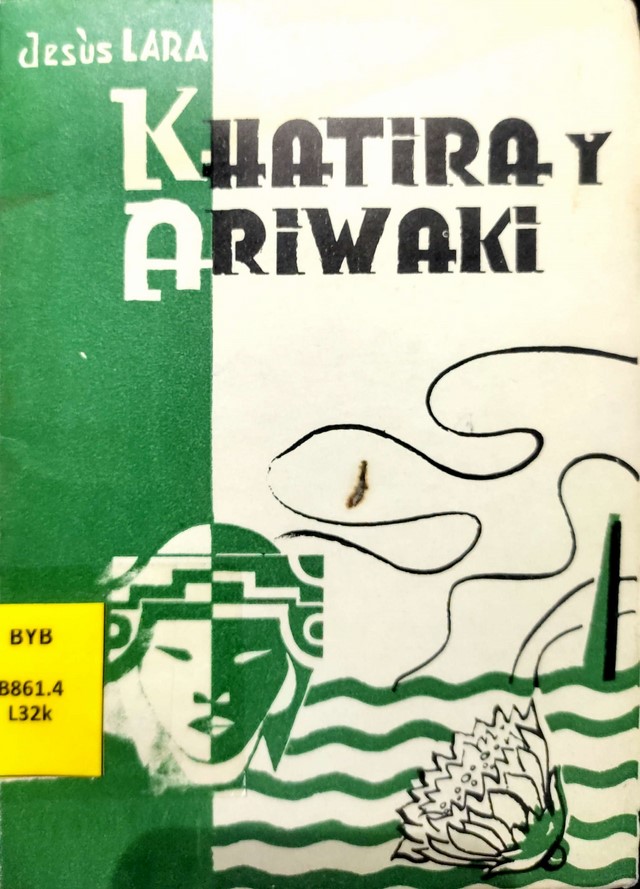 Jesùs LARA
KHATiRA Y
ARiWAKi
BYB
B861.4
L32k